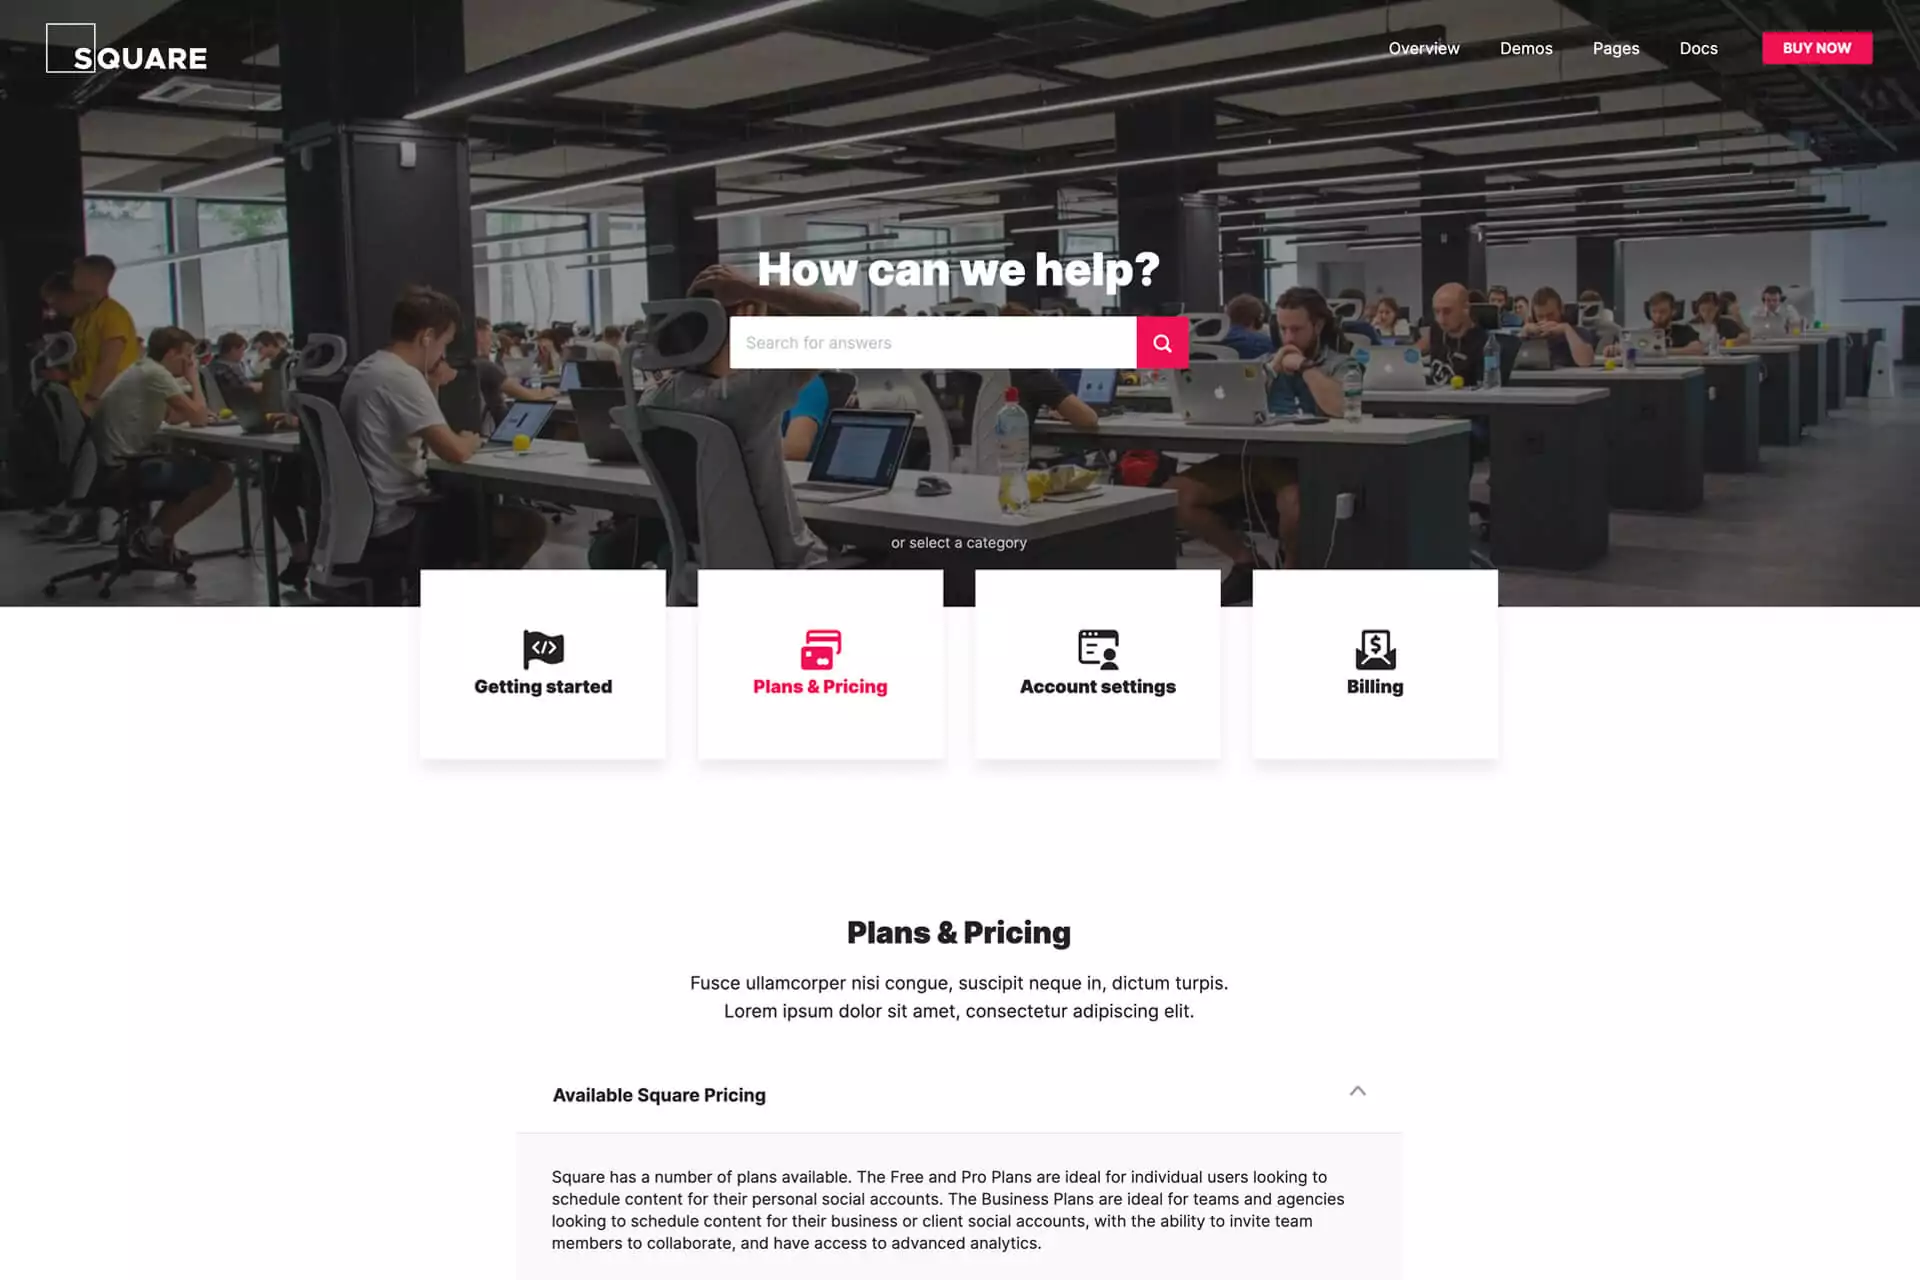 SQUARE
Overview
Demos
Pages
Docs
BUY NOW
How can we help?
Search for answers
or select a category
Getting started
Plans & Pricing
Account settings
Billing
Plans & Pricing
Fusce ullamcorper nisi congue, suscipit neque in, dictum turpis.
Lorem ipsum dolor sit amet, consectetur adipiscing elit.
Available Square Pricing
Square has a number of plans available. The Free and Pro Plans are ideal for individual users looking to
schedule content for their personal social accounts. The Business Plans are ideal for teams and agencies
looking to schedule content for their business or client social accounts, with the ability to invite team
members to collaborate, and have access to advanced analytics.